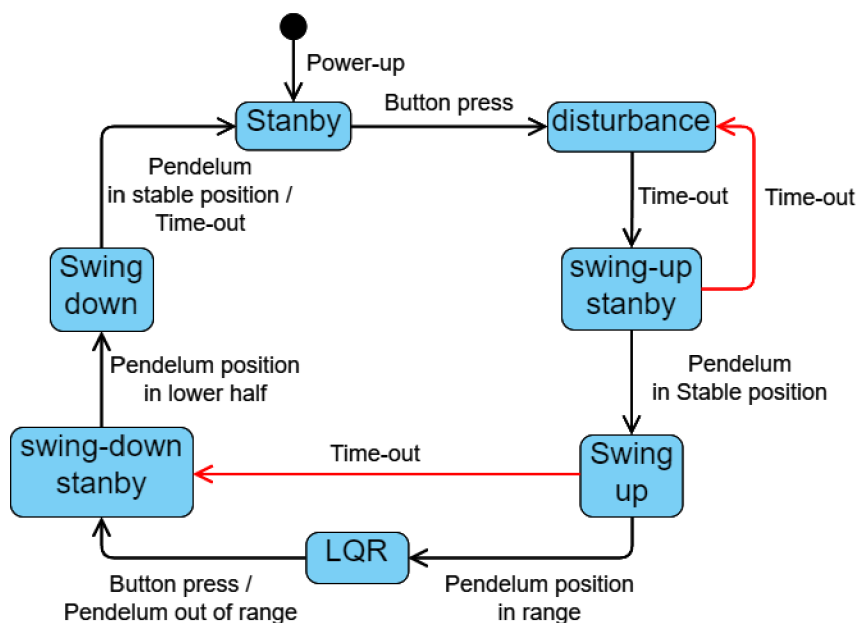 Power-up
Stanby
Button press
disturbance
Pendelum
in stable position /
Time-out
Time-out
Time-out
Swing
down
swing-up
stanby
Pendelum position
in lower half
Pendelum
in Stable position
swing-down
stanby
Time-out
Swing
up
LQR
Button press /
Pendelum out of range
Pendelum position
in range